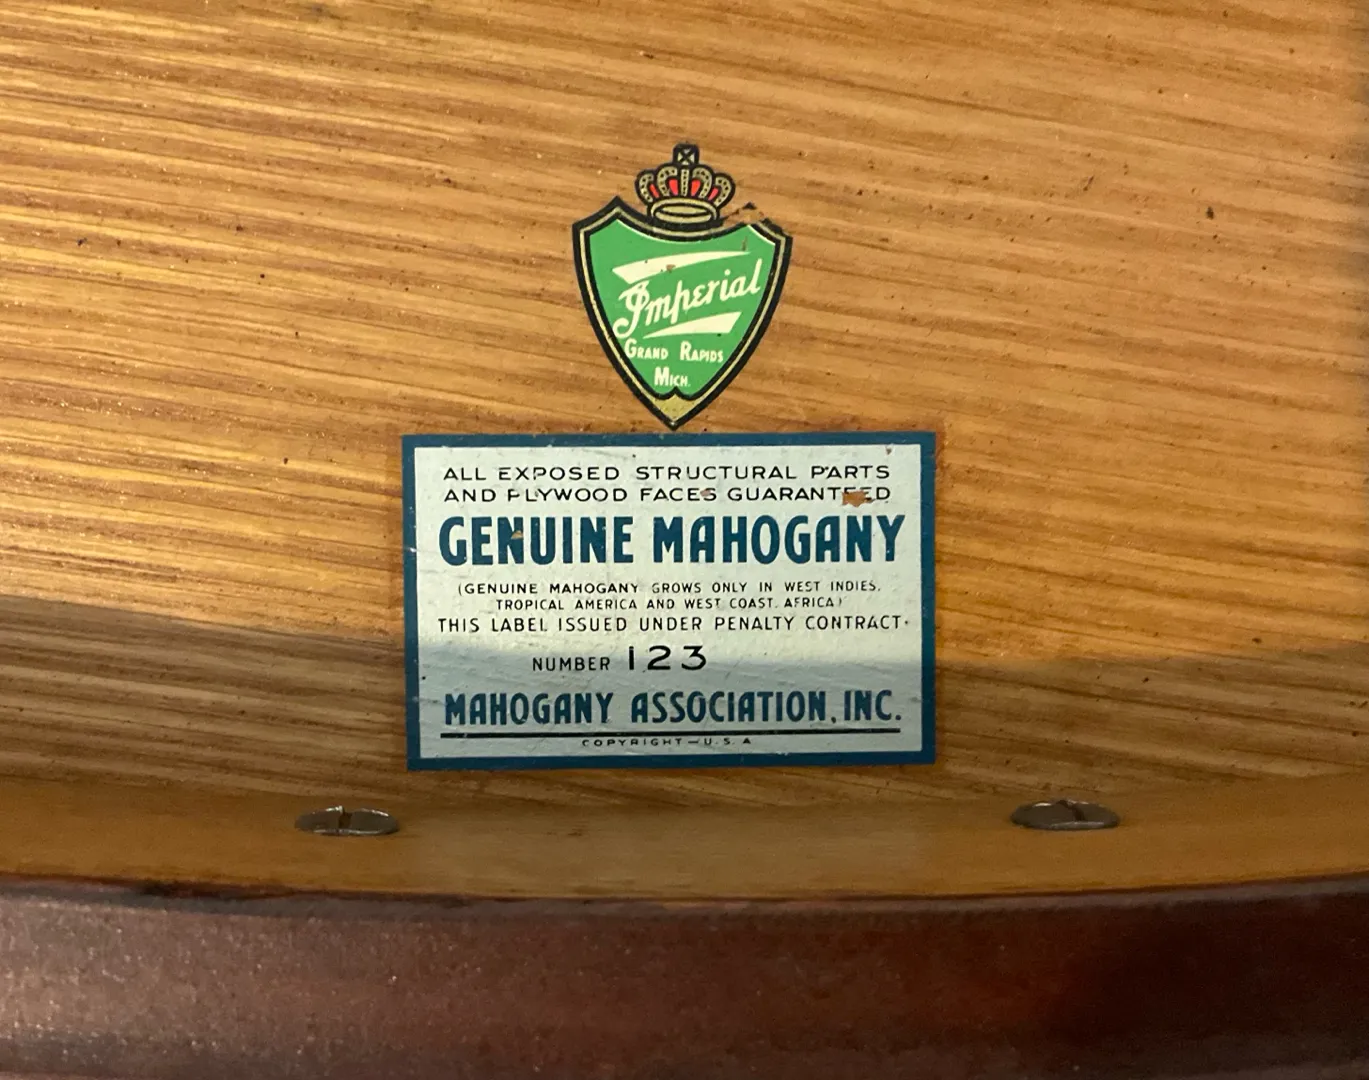 Imperial
GRAND RAPIDS
MICH.
ALL EXPOSED STRUCTURAL PARTS
AND PLYWOOD FACES GUARANTEED
GENUINE MAHOGANY
(GENUINE MAHOGANY GROWS ONLY IN WEST INDIES,
TROPICAL AMERICA AND WEST COAST, AFRICA)
THIS LABEL ISSUED UNDER PENALTY CONTRACT·
NUMBER 123
MAHOGANY ASSOCIATION, INC.
COPYRIGHT—U.S.A